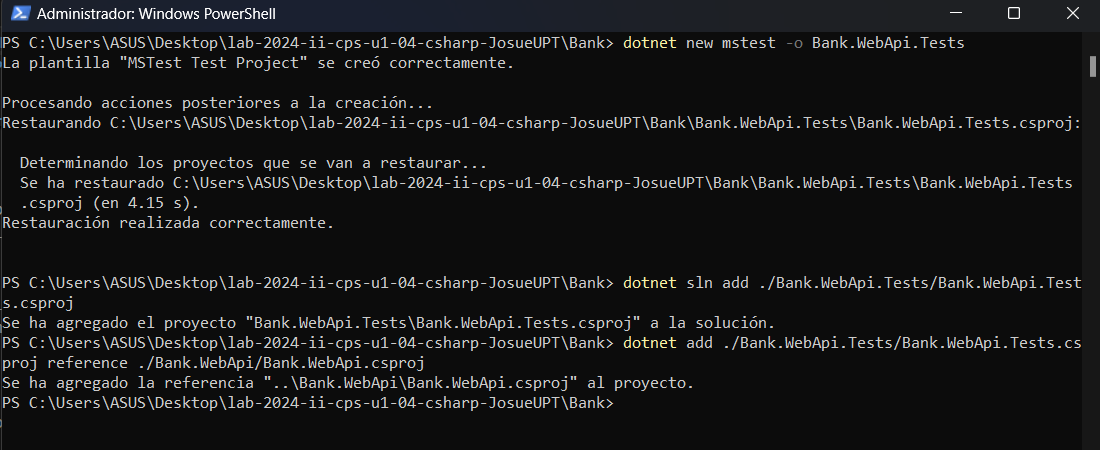 Administrador: Windows PowerShell
PS C:\Users\ASUS\Desktop\lab-2024-ii-cps-u1-04-csharp-JosueUPT\Bank> dotnet new mstest -o Bank.WebApi.Tests
La plantilla "MSTest Test Project" se creó correctamente.
Procesando acciones posteriores a la creación...
Restaurando C:\Users\ASUS\Desktop\lab-2024-ii-cps-u1-04-csharp-JosueUPT\Bank\Bank.WebApi.Tests\Bank.WebApi.Tests.csproj:
Determinando los proyectos que se van a restaurar...
Se ha restaurado C:\Users\ASUS\Desktop\lab-2024-ii-cps-u1-04-csharp-JosueUPT\Bank\Bank.WebApi.Tests\Bank.WebApi.Tests
.csproj (en 4.15 s).
Restauración realizada correctamente.
PS C:\Users\ASUS\Desktop\lab-2024-ii-cps-u1-04-csharp-JosueUPT\Bank> dotnet sln add ./Bank.WebApi.Tests/Bank.WebApi.Test
s.csproj
Se ha agregado el proyecto "Bank.WebApi.Tests\Bank.WebApi.Tests.csproj" a la solución.
PS C:\Users\ASUS\Desktop\lab-2024-ii-cps-u1-04-csharp-JosueUPT\Bank> dotnet add ./Bank.WebApi.Tests/Bank.WebApi.Tests.cs
proj reference ./Bank.WebApi/Bank.WebApi.csproj
Se ha agregado la referencia "..\Bank.WebApi\Bank.WebApi.csproj" al proyecto.
PS C:\Users\ASUS\Desktop\lab-2024-ii-cps-u1-04-csharp-JosueUPT\Bank>